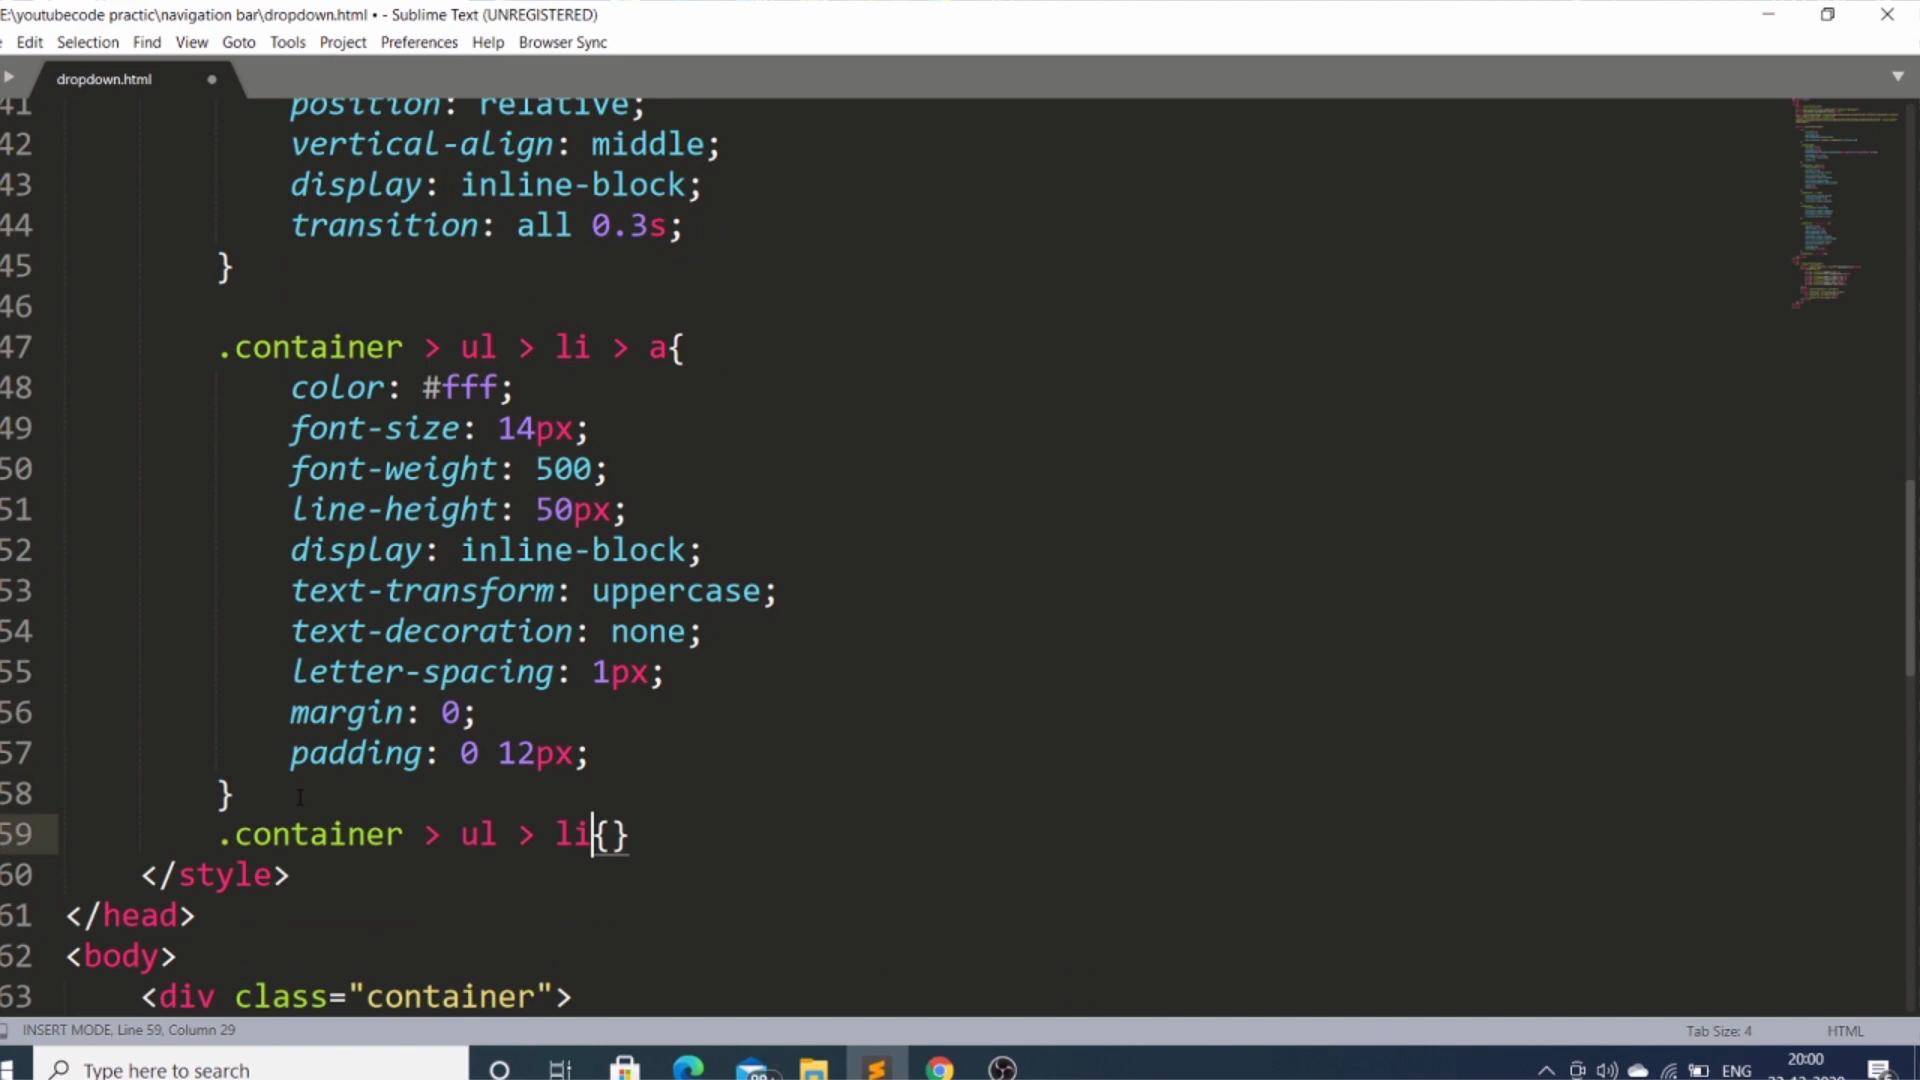 E:\youtubecode practic\navigation bar\dropdown.html • - Sublime Text (UNREGISTERED)
Edit Selection Find View Goto Tools Project Preferences Help Browser Sync
dropdown.html
41 position: relative;
42 vertical-align: middle;
43 display: inline-block;
44 transition: all 0.3s;
45 }
46
47 .container > ul > li > a{
48 color: #fff;
49 font-size: 14px;
50 font-weight: 500;
51 line-height: 50px;
52 display: inline-block;
53 text-transform: uppercase;
54 text-decoration: none;
55 letter-spacing: 1px;
56 margin: 0;
57 padding: 0 12px;
58 }
59 .container > ul > li{}
60 </style>
61 </head>
62 <body>
63 <div class="container">
INSERT MODE, Line 59, Column 29 Tab Size: 4 HTML
Type here to search
ENG
20:00